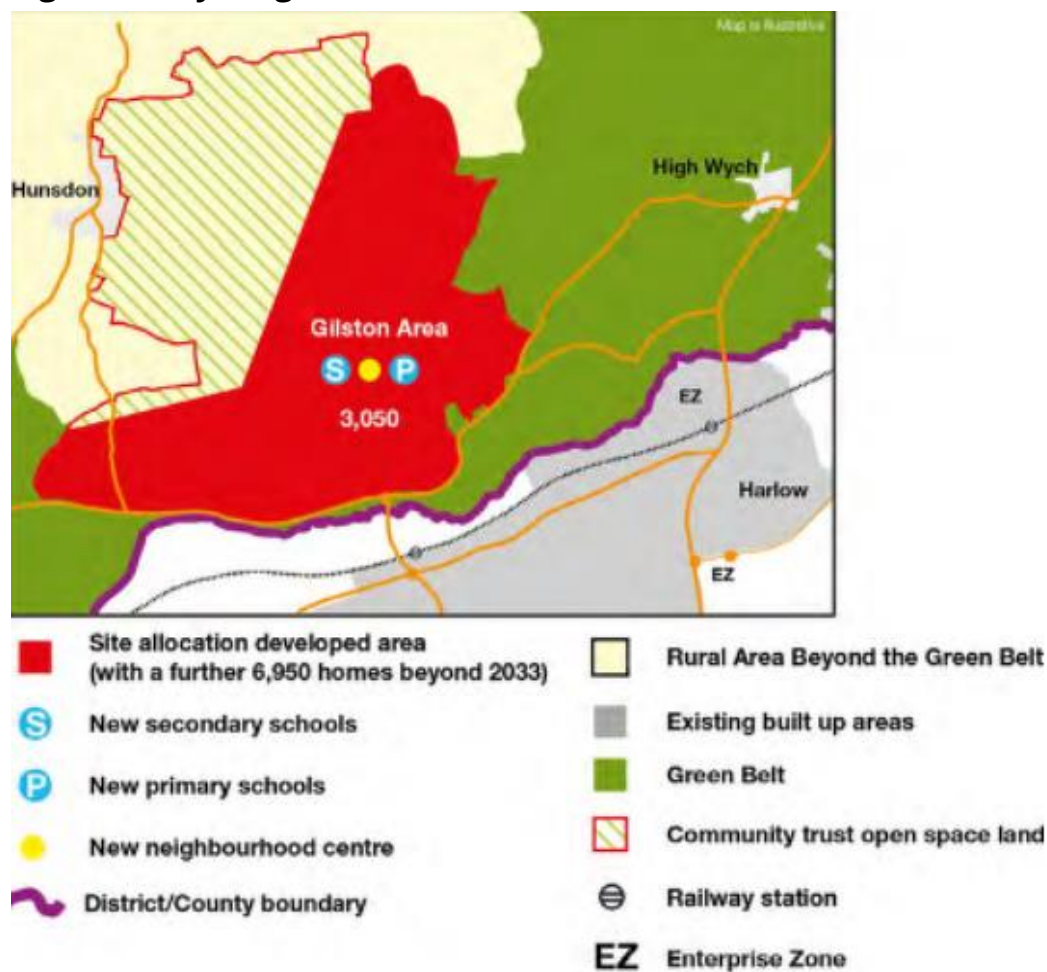 Map is illustrative
High Wych
Hunsdon
Gilston Area
S P
3,050
EZ
Harlow
EZ
Site allocation developed area
(with a further 6,950 homes beyond 2033)
S New secondary schools
P New primary schools
New neighbourhood centre
District/County boundary
Rural Area Beyond the Green Belt
Existing built up areas
Green Belt
Community trust open space land
Railway station
EZ Enterprise Zone